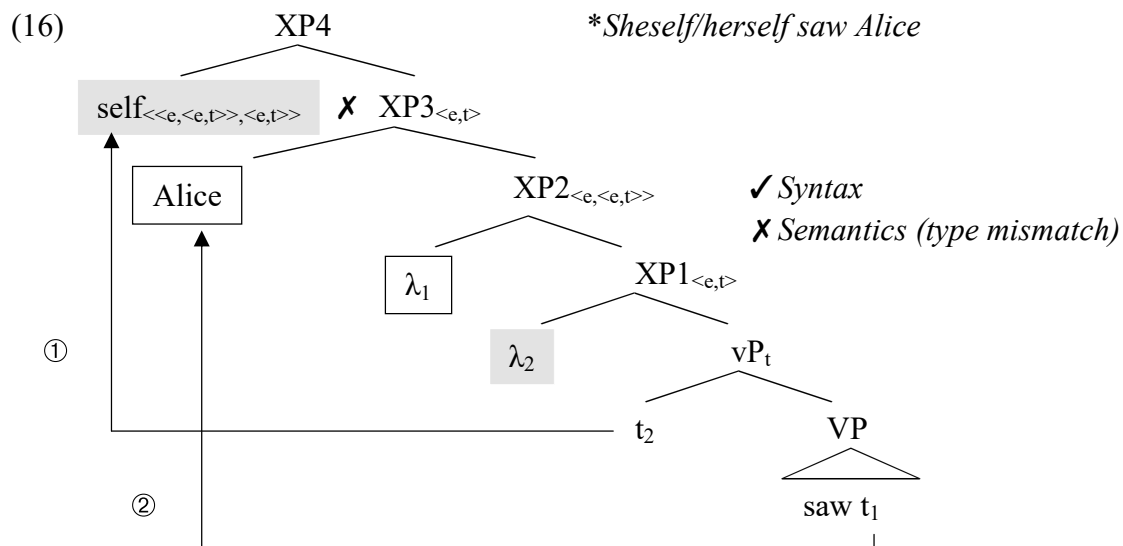 (16) XP4 *Sheself/herself saw Alice
self<<e,<e,t>>,<e,t>> ✗ XP3<e,t>
Alice
XP2<e,<e,t>> ✓ Syntax
✗ Semantics (type mismatch)
λ1
XP1<e,t>
① λ2 vPt
t2 VP
② saw t1